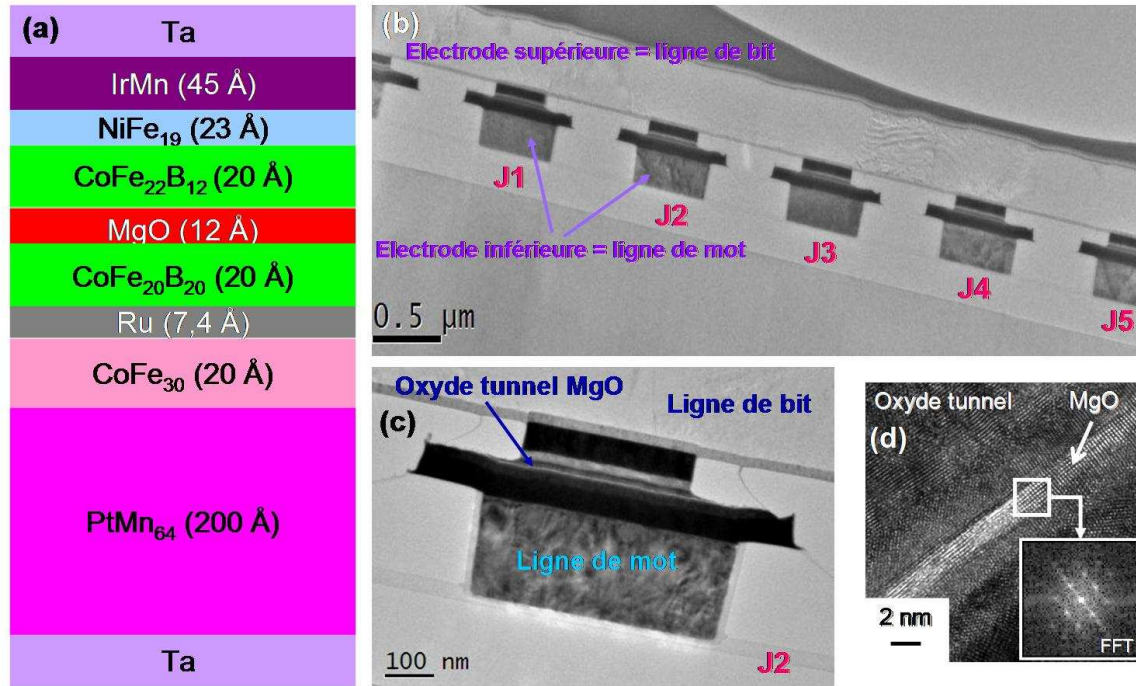 (a)
Ta
IrMn (45 Å)
NiFe₁₉ (23 Å)
CoFe₂₂B₁₂ (20 Å)
MgO (12 Å)
CoFe₂₀B₂₀ (20 Å)
Ru (7,4 Å)
CoFe₃₀ (20 Å)
PtMn₆₄ (200 Å)
Ta
(b)
Electrode supérieure = ligne de bit
J1
J2
J3
J4
J5
Electrode inférieure = ligne de mot
0.5 µm
(c)
Oxyde tunnel MgO
Ligne de bit
Ligne de mot
100 nm
J2
Oxyde tunnel
MgO
(d)
2 nm
FFT